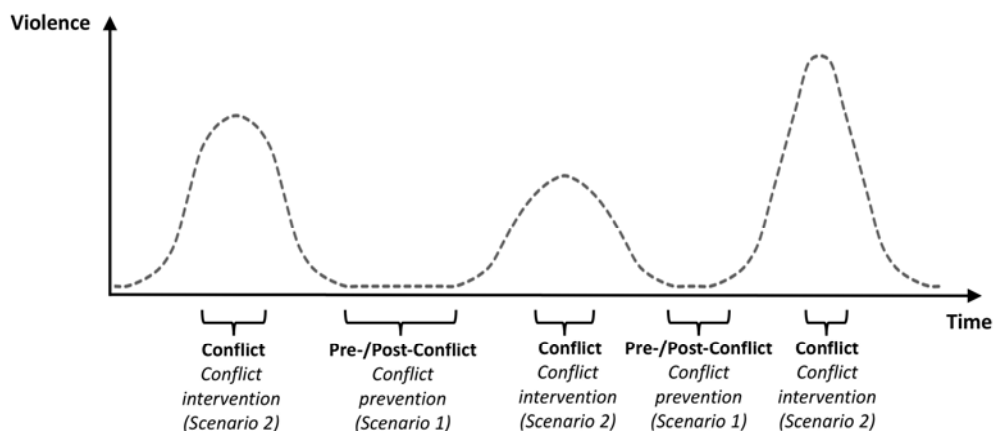 Violence
Time
Conflict
Conflict
intervention
(Scenario 2)
Pre-/Post-Conflict
Conflict
prevention
(Scenario 1)
Conflict
Conflict
intervention
(Scenario 2)
Pre-/Post-Conflict
Conflict
prevention
(Scenario 1)
Conflict
Conflict
intervention
(Scenario 2)